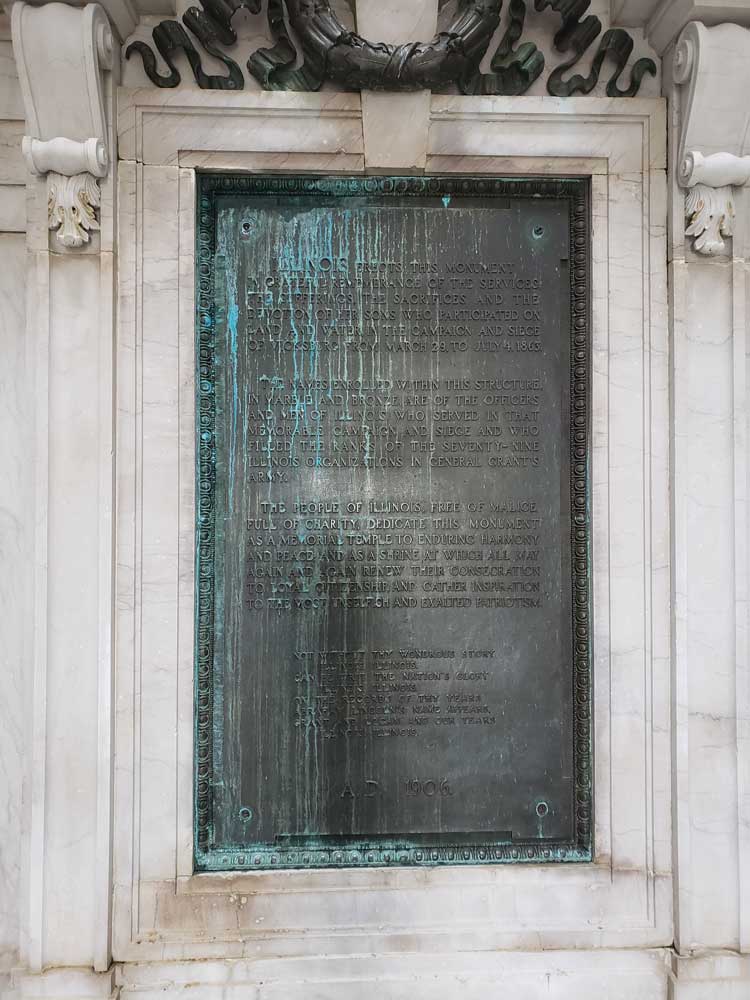 ILLINOIS ERECTS THIS MONUMENT
IN GRATEFUL REMEMBRANCE OF THE SERVICES
THE SUFFERINGS, THE SACRIFICES AND THE
DEVOTION OF HER SONS WHO PARTICIPATED ON
LAND AND WATER IN THE CAMPAIGN AND SIEGE
OF VICKSBURG FROM MARCH 29, TO JULY 4, 1863.
THE NAMES ENROLLED WITHIN THIS STRUCTURE,
IN MARBLE AND BRONZE, ARE OF THE OFFICERS
AND MEN OF ILLINOIS WHO SERVED IN THAT
MEMORABLE CAMPAIGN AND SIEGE AND WHO
FILLED THE RANKS OF THE SEVENTY-NINE
ILLINOIS ORGANIZATIONS IN GENERAL GRANT'S
ARMY.
THE PEOPLE OF ILLINOIS, FREE OF MALICE,
FULL OF CHARITY, DEDICATE THIS MONUMENT
AS A MEMORIAL TEMPLE TO ENDURING HARMONY
AND PEACE, AND AS A SHRINE AT WHICH ALL MAY
AGAIN AND AGAIN RENEW THEIR CONSECRATION
TO LOYAL CITIZENSHIP, AND GATHER INSPIRATION
TO THE MOST UNSELFISH AND EXALTED PATRIOTISM.
NOT WITHOUT THY WONDROUS STORY,
ILLINOIS, ILLINOIS,
CAN BE WRIT THE NATION'S GLORY
ILLINOIS, ILLINOIS.
ON THE RECORD OF THY YEARS
LINCOLN'S NAME APPEARS,
GRANT AND LOGAN AND OUR TEARS
ILLINOIS.
A.D. 1906.